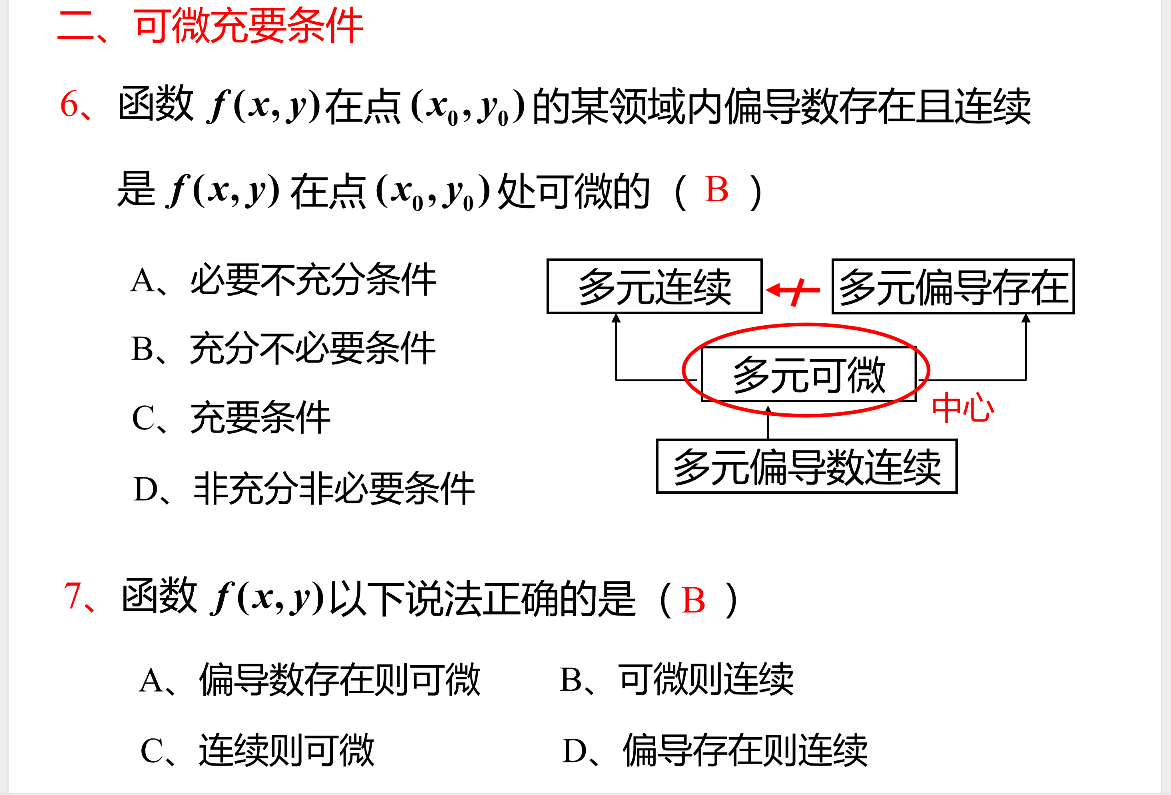 二、可微充要条件
6、函数 f(x,y)在点(x₀,y₀)的某领域内偏导数存在且连续
是 f(x,y) 在点(x₀,y₀)处可微的（ B ）
A、必要不充分条件
B、充分不必要条件
C、充要条件
D、非充分非必要条件
多元连续
多元偏导存在
多元可微
中心
多元偏导数连续
7、函数 f(x,y)以下说法正确的是（B ）
A、偏导数存在则可微 B、可微则连续
C、连续则可微 D、偏导存在则连续